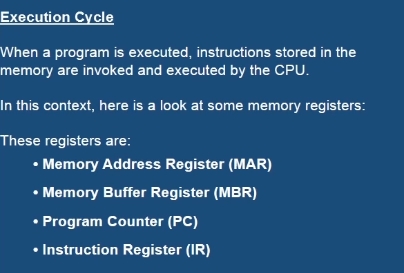 Execution Cycle
When a program is executed, instructions stored in the
memory are invoked and executed by the CPU.
In this context, here is a look at some memory registers:
These registers are:
• Memory Address Register (MAR)
• Memory Buffer Register (MBR)
• Program Counter (PC)
• Instruction Register (IR)